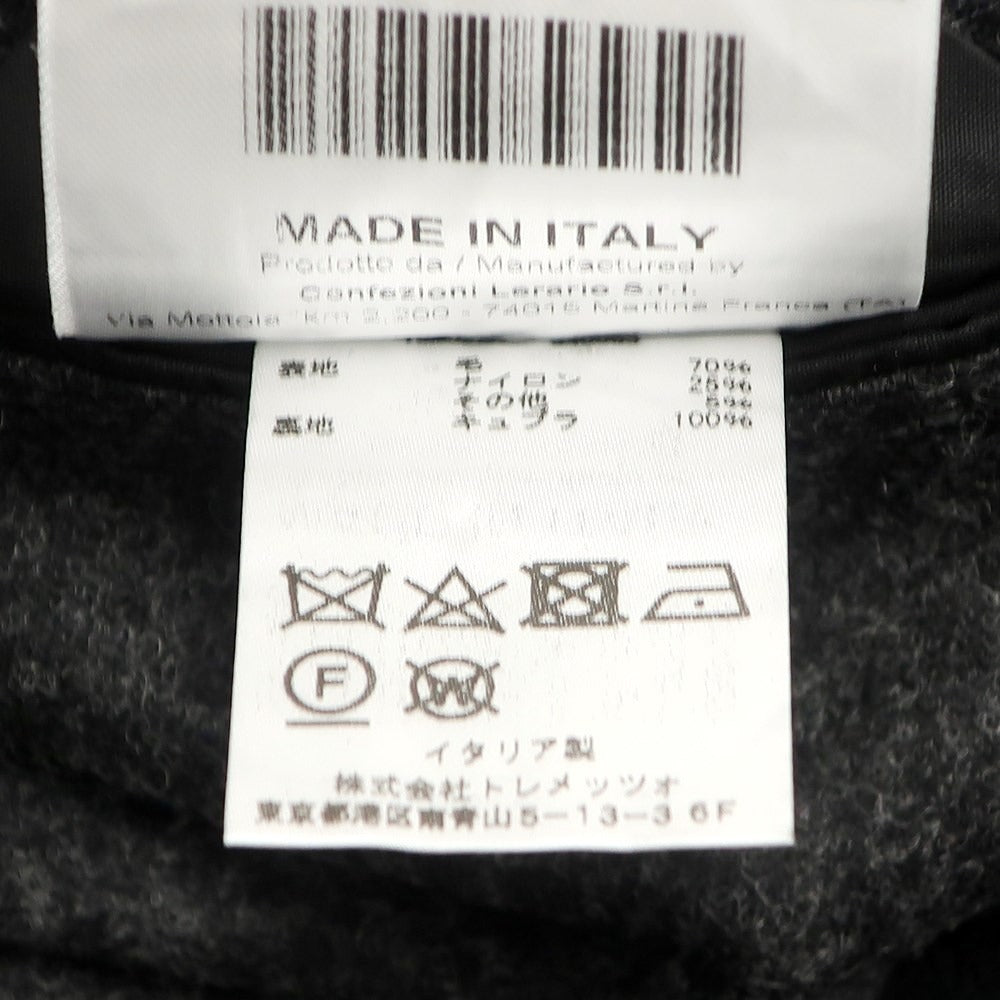 MADE IN ITALY
Prodotto da / Manufactured by
Confezioni Lerario S.r.l.
Via Mottola km 2.200 - 74015 Martina Franca (TA)
表地 毛 70%
ナイロン 25%
その他 5%
裏地 キュプラ 100%
F
W
イタリア製
株式会社トレメッツオ
東京都港区南青山5-13-3 6F